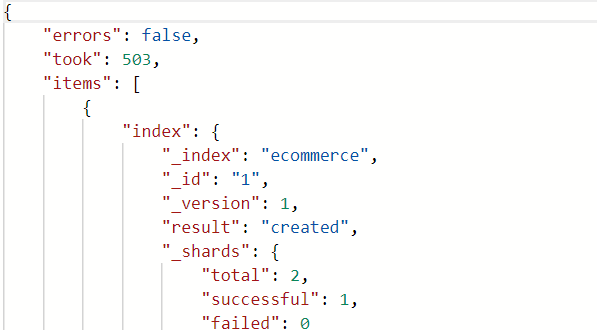 {
"errors": false,
"took": 503,
"items": [
{
"index": {
"_index": "ecommerce",
"_id": "1",
"_version": 1,
"result": "created",
"_shards": {
"total": 2,
"successful": 1,
"failed": 0